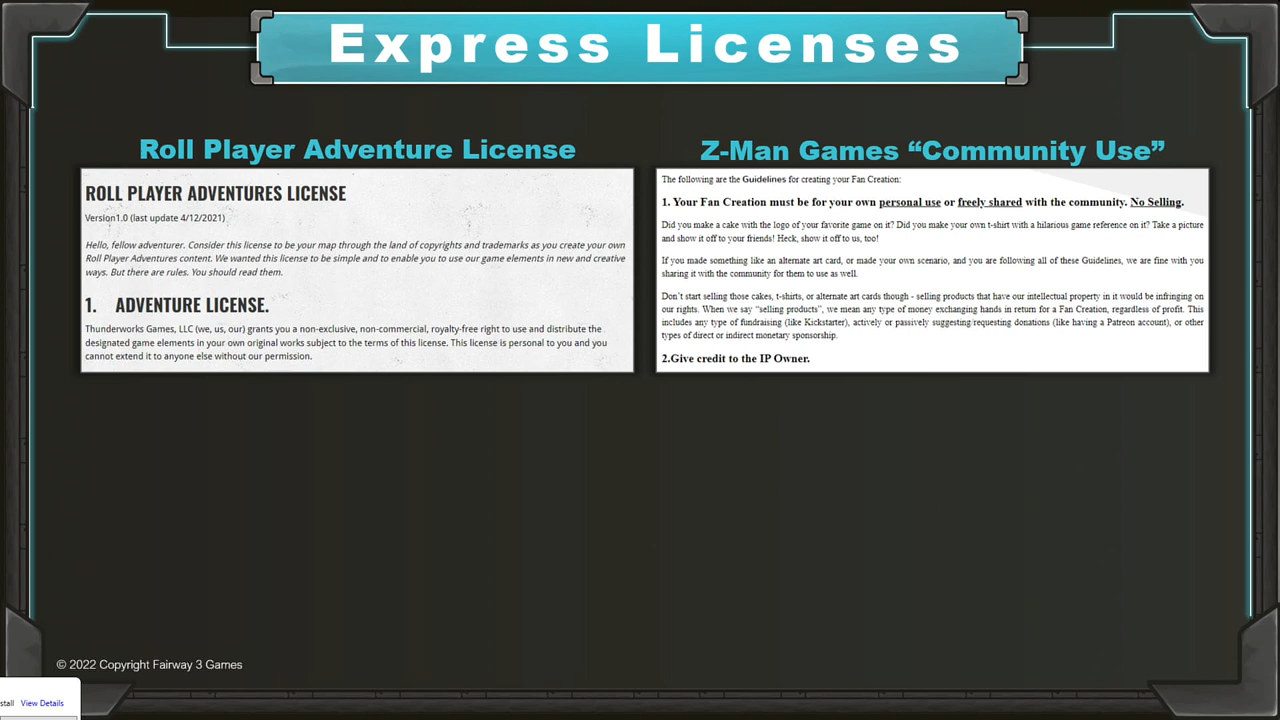 Express Licenses
Roll Player Adventure License
ROLL PLAYER ADVENTURES LICENSE
Version1.0 (last update 4/12/2021)
Hello, fellow adventurer. Consider this license to be your map through the land of copyrights and trademarks as you create your own
Roll Player Adventures content. We wanted this license to be simple and to enable you to use our game elements in new and creative
ways. But there are rules. You should read them.
1. ADVENTURE LICENSE.
Thunderworks Games, LLC (we, us, our) grants you a non-exclusive, non-commercial, royalty-free right to use and distribute the
designated game elements in your own original works subject to the terms of this license. This license is personal to you and you
cannot extend it to anyone else without our permission.
Z-Man Games “Community Use”
The following are the Guidelines for creating your Fan Creation:
1. Your Fan Creation must be for your own personal use or freely shared with the community. No Selling.
Did you make a cake with the logo of your favorite game on it? Did you make your own t-shirt with a hilarious game reference on it? Take a picture
and show it off to your friends! Heck, show it off to us, too!
If you made something like an alternate art card, or made your own scenario, and you are following all of these Guidelines, we are fine with you
sharing it with the community for them to use as well.
Don’t start selling those cakes, t-shirts, or alternate art cards though - selling products that have our intellectual property in it would be infringing on
our rights. When we say “selling products”, we mean any type of money exchanging hands in return for a Fan Creation, regardless of profit. This
includes any type of fundraising (like Kickstarter), actively or passively suggesting/requesting donations (like having a Patreon account), or other
types of direct or indirect monetary sponsorship.
2.Give credit to the IP Owner.
© 2022 Copyright Fairway 3 Games
stall View Details